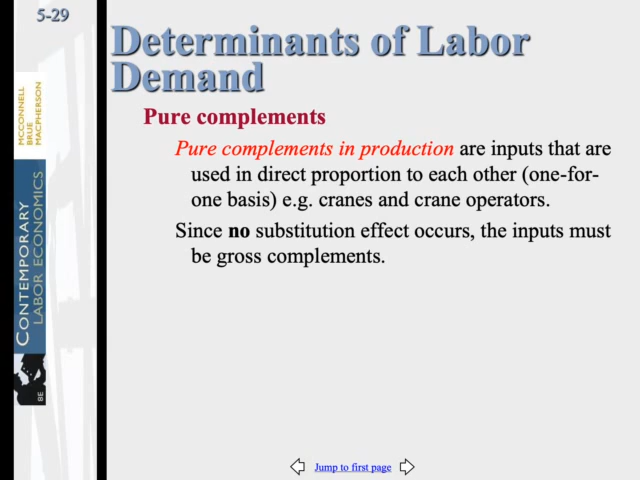 5-29
Determinants of Labor
Demand
Pure complements
Pure complements in production are inputs that are
used in direct proportion to each other (one-for-
one basis) e.g. cranes and crane operators.
Since no substitution effect occurs, the inputs must
be gross complements.
MCCONNELL
BRUE
MACPHERSON
CONTEMPORARY
LABOR ECONOMICS
8E
Jump to first page